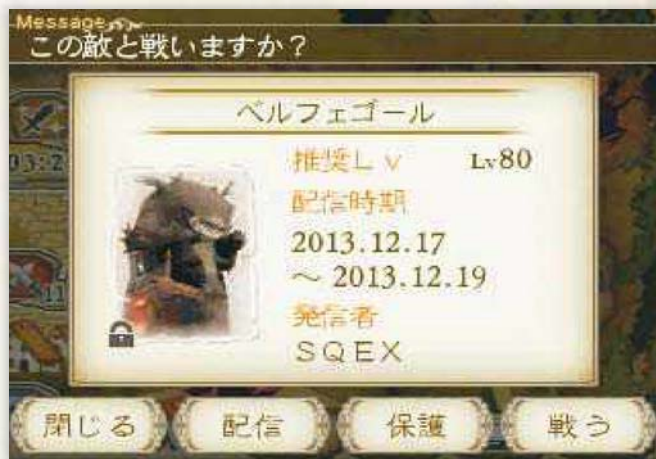 Message
この敵と戦いますか？
ベルフェゴール
推奨Ｌｖ Lv80
配信時期
2013.12.17
～ 2013.12.19
発信者
ＳＱＥＸ
閉じる 配信 保護 戦う